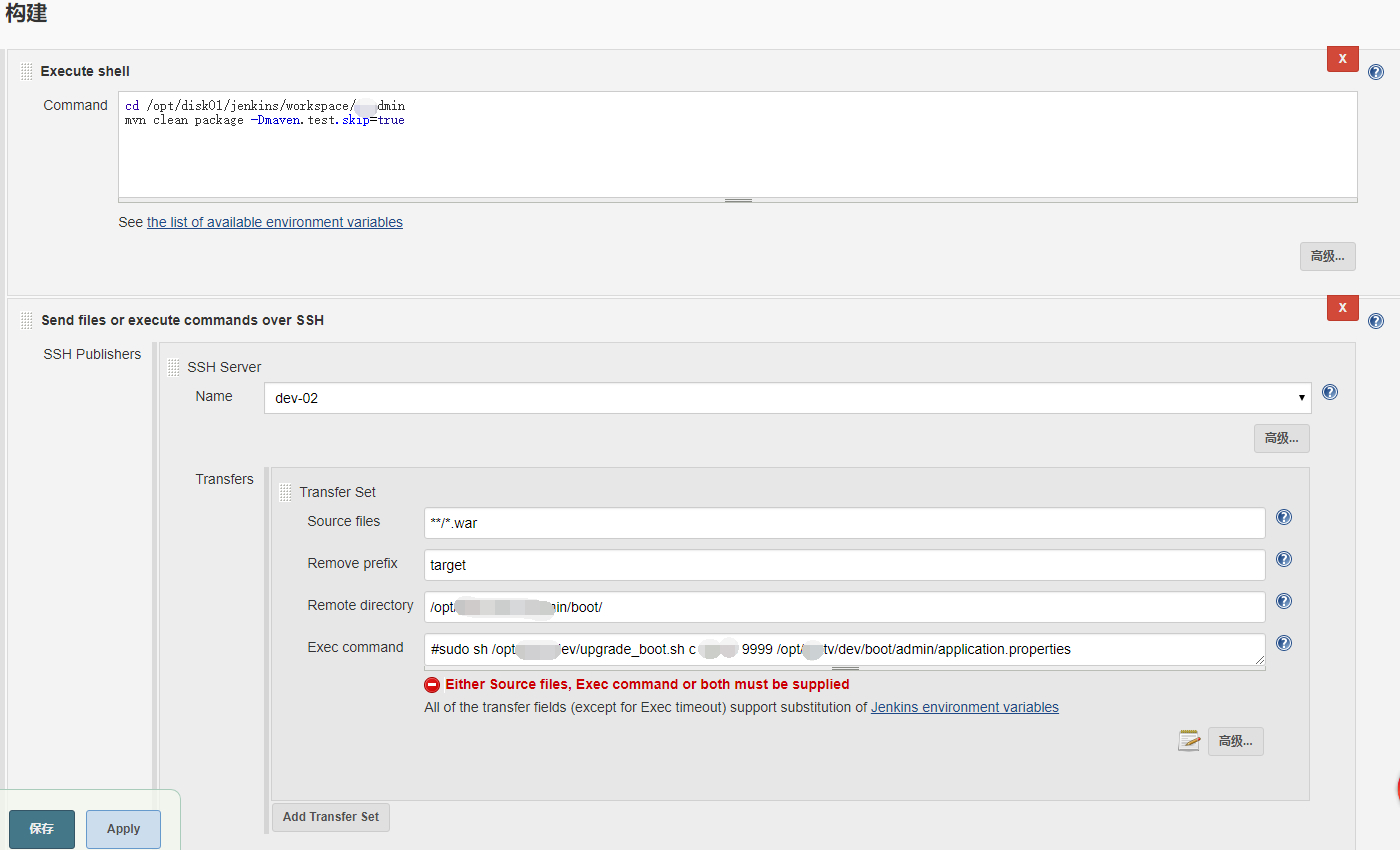 构建
Execute shell
X
Command
cd /opt/disk01/jenkins/workspace/ dmin
mvn clean package -Dmaven.test.skip=true
See the list of available environment variables
高级...
Send files or execute commands over SSH
X
SSH Publishers
SSH Server
Name
dev-02
高级...
Transfers
Transfer Set
Source files
**/*.war
Remove prefix
target
Remote directory
/opt/ in/boot/
Exec command
#sudo sh /opt ev/upgrade_boot.sh c 9999 /opt/ tv/dev/boot/admin/application.properties
Either Source files, Exec command or both must be supplied
All of the transfer fields (except for Exec timeout) support substitution of Jenkins environment variables
高级...
Add Transfer Set
保存
Apply